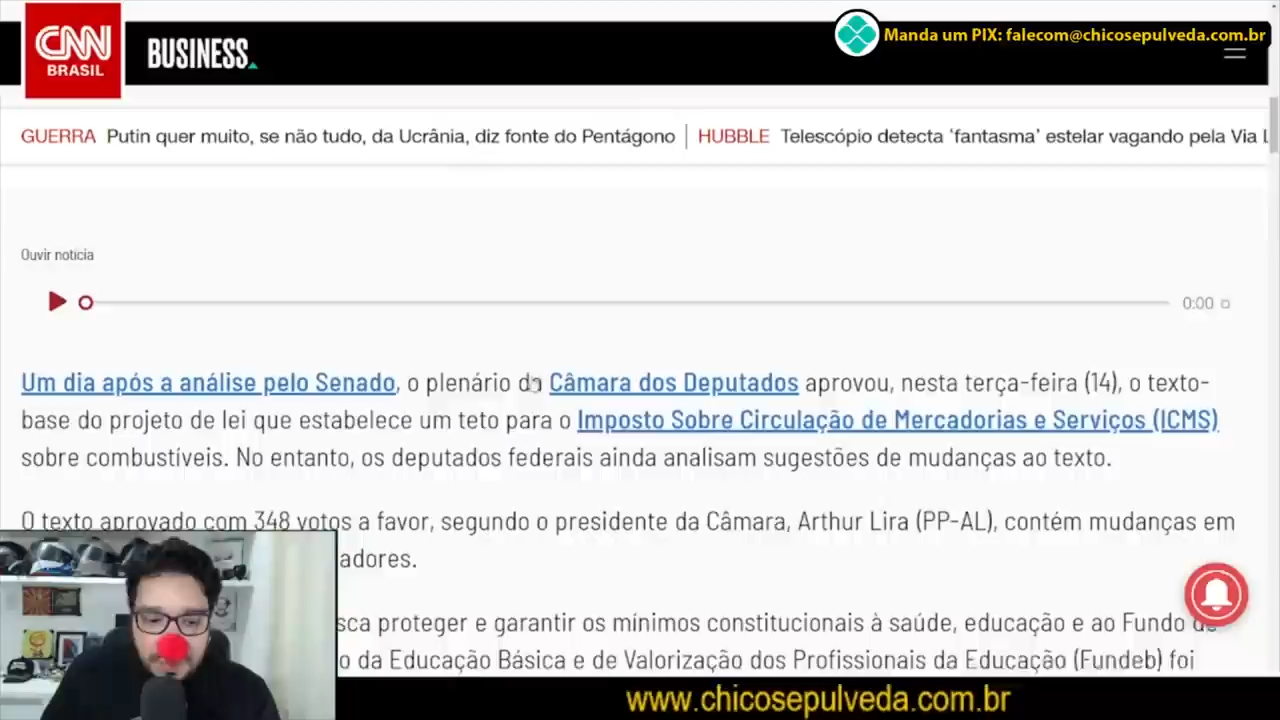 CNN
BRASIL
BUSINESS
Manda um PIX: falecom@chicosepulveda.com.br
GUERRA Putin quer muito, se não tudo, da Ucrânia, diz fonte do Pentágono | HUBBLE Telescópio detecta 'fantasma' estelar vagando pela Via L
Ouvir notícia
0:00
Um dia após a análise pelo Senado, o plenário da Câmara dos Deputados aprovou, nesta terça-feira (14), o texto-
base do projeto de lei que estabelece um teto para o Imposto Sobre Circulação de Mercadorias e Serviços (ICMS)
sobre combustíveis. No entanto, os deputados federais ainda analisam sugestões de mudanças ao texto.
O texto aprovado com 348 votos a favor, segundo o presidente da Câmara, Arthur Lira (PP-AL), contém mudanças em
adores.
sca proteger e garantir os mínimos constitucionais à saúde, educação e ao Fundo de
o da Educação Básica e de Valorização dos Profissionais da Educação (Fundeb) foi
www.chicosepulveda.com.br